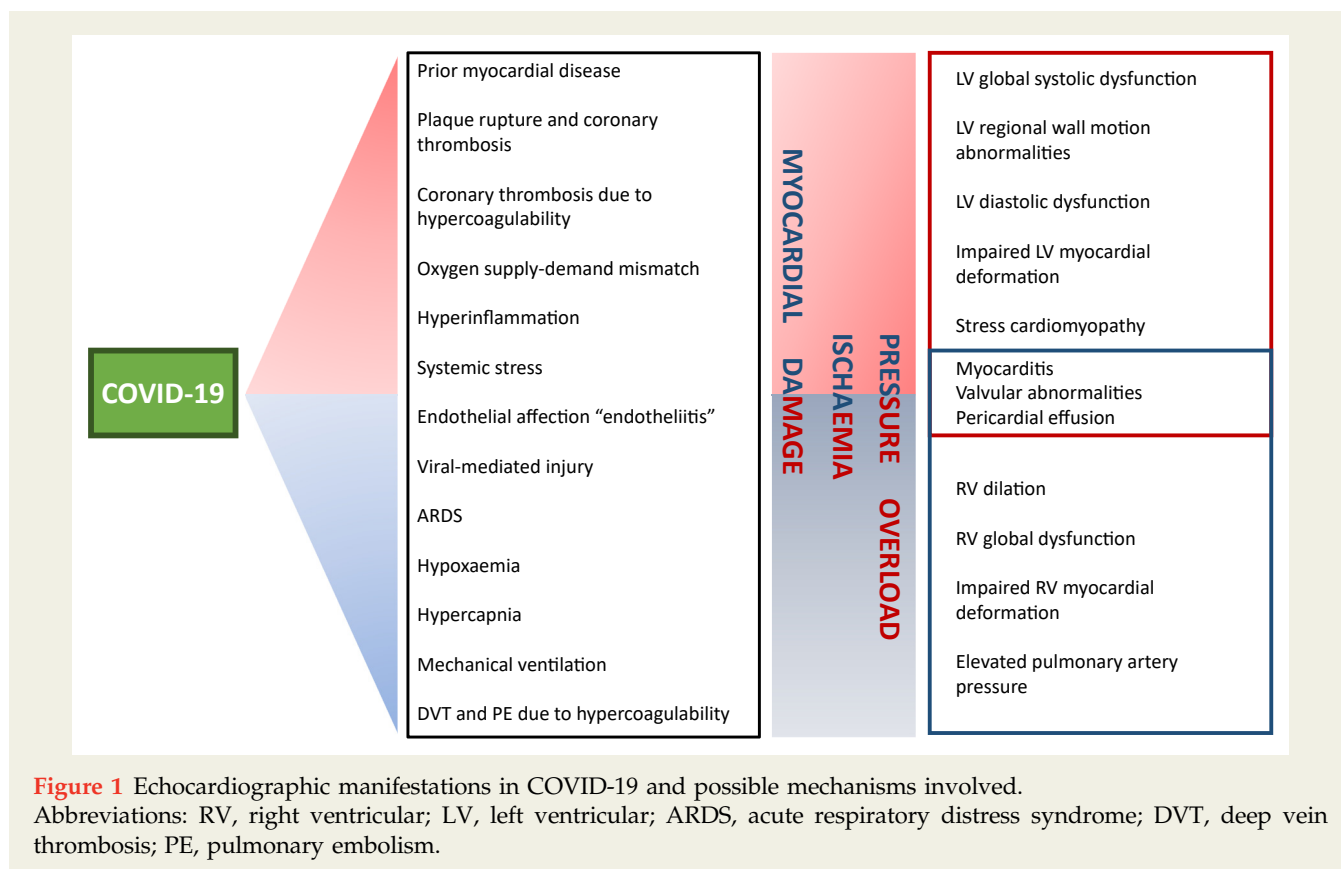 COVID-19
Prior myocardial disease
Plaque rupture and coronary
thrombosis
Coronary thrombosis due to
hypercoagulability
Oxygen supply-demand mismatch
Hyperinflammation
Systemic stress
Endothelial affection “endotheliitis”
Viral-mediated injury
ARDS
Hypoxaemia
Hypercapnia
Mechanical ventilation
DVT and PE due to hypercoagulability
MYOCARDIAL DAMAGE
ISCHAEMIA
PRESSURE OVERLOAD
LV global systolic dysfunction
LV regional wall motion
abnormalities
LV diastolic dysfunction
Impaired LV myocardial
deformation
Stress cardiomyopathy
Myocarditis
Valvular abnormalities
Pericardial effusion
RV dilation
RV global dysfunction
Impaired RV myocardial
deformation
Elevated pulmonary artery
pressure
Figure 1 Echocardiographic manifestations in COVID-19 and possible mechanisms involved.
Abbreviations: RV, right ventricular; LV, left ventricular; ARDS, acute respiratory distress syndrome; DVT, deep vein
thrombosis; PE, pulmonary embolism.